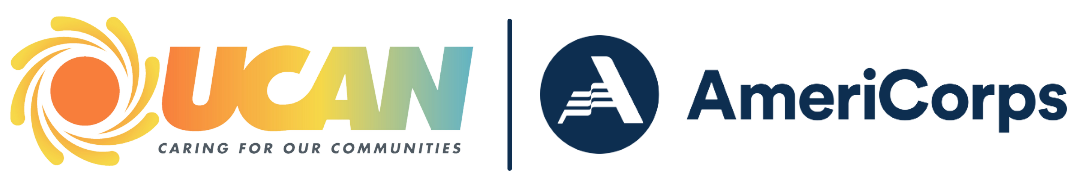 UCAN
CARING FOR OUR COMMUNITIES
AmeriCorps